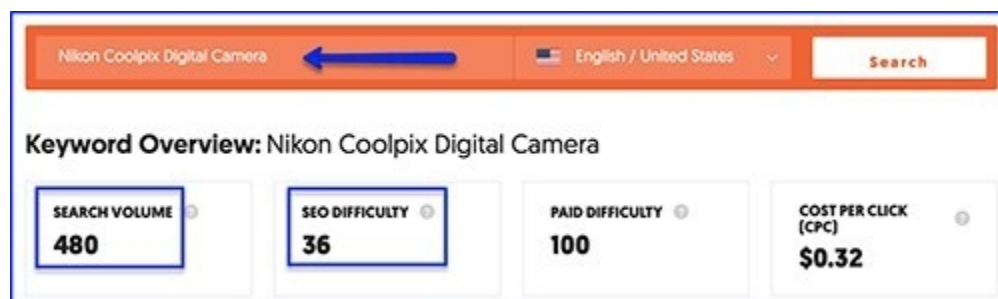 Nikon Coolpix Digital Camera
English / United States
Search
Keyword Overview: Nikon Coolpix Digital Camera
SEARCH VOLUME
480
SEO DIFFICULTY
36
PAID DIFFICULTY
100
COST PER CLICK
(CPC)
$0.32